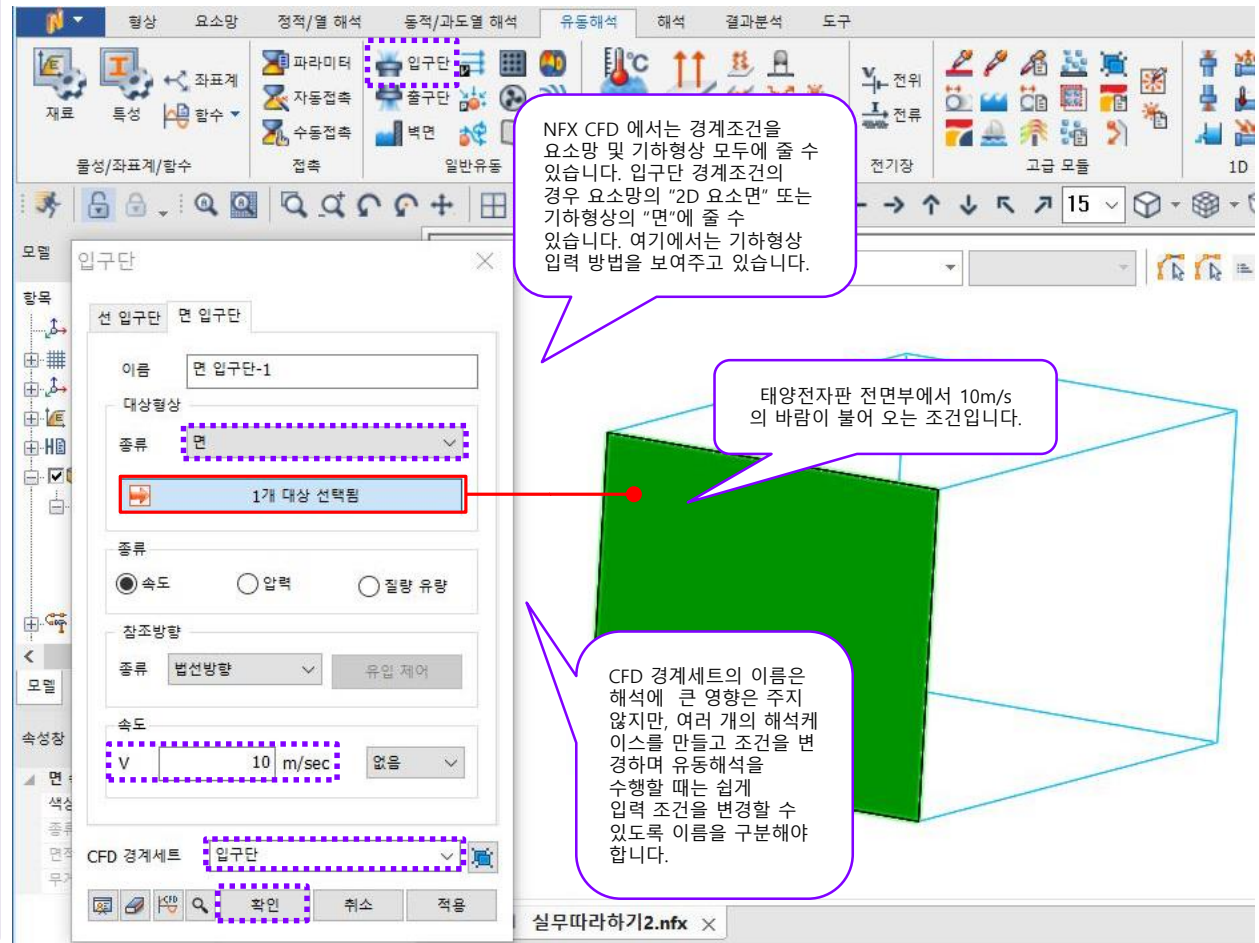 형상 요소망 정적/열 해석 동적/과도열 해석 유동해석 해석 결과분석 도구
재료
특성
좌표계
함수
물성/좌표계/함수
파라미터
자동접촉
수동접촉
접촉
입구단
출구단
벽면
일반유동
°C
전위
전류
전기장
고급 모듈
1D
15
NFX CFD 에서는 경계조건을
요소망 및 기하형상 모두에 줄 수
있습니다. 입구단 경계조건의
경우 요소망의 “2D 요소면” 또는
기하형상의 “면”에 줄 수
있습니다. 여기에서는 기하형상
입력 방법을 보여주고 있습니다.
모델
항목
모델
속성창
입구단
선 입구단 면 입구단
이름 면 입구단-1
대상형상
종류 면
1개 대상 선택됨
종류
속도 압력 질량 유량
참조방향
종류 법선방향 유입 제어
속도
V 10 m/sec 없음
CFD 경계세트 입구단
확인 취소 적용
태양전자판 전면부에서 10m/s
의 바람이 불어 오는 조건입니다.
CFD 경계세트의 이름은
해석에 큰 영향은 주지
않지만, 여러 개의 해석케
이스를 만들고 조건을 변
경하며 유동해석을
수행할 때는 쉽게
입력 조건을 변경할 수
있도록 이름을 구분해야
합니다.
실무따라하기2.nfx